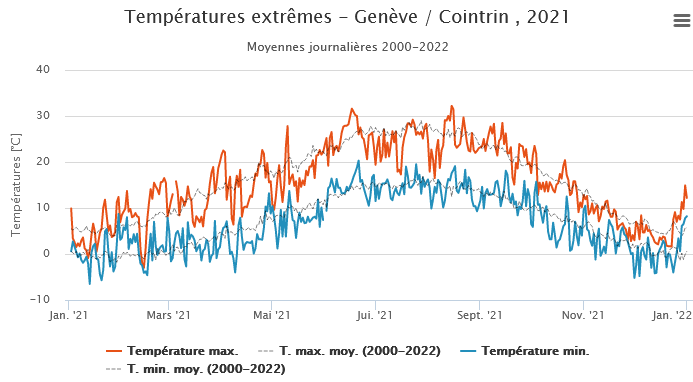 Températures extrêmes - Genève / Cointrin , 2021
Moyennes journalières 2000-2022
Températures [°C]
40
30
20
10
0
-10
Jan. '21 Mars '21 Mai '21 Jui. '21 Sept. '21 Nov. '21 Jan. '22
Température max. T. max. moy. (2000-2022) Température min.
T. min. moy. (2000-2022)